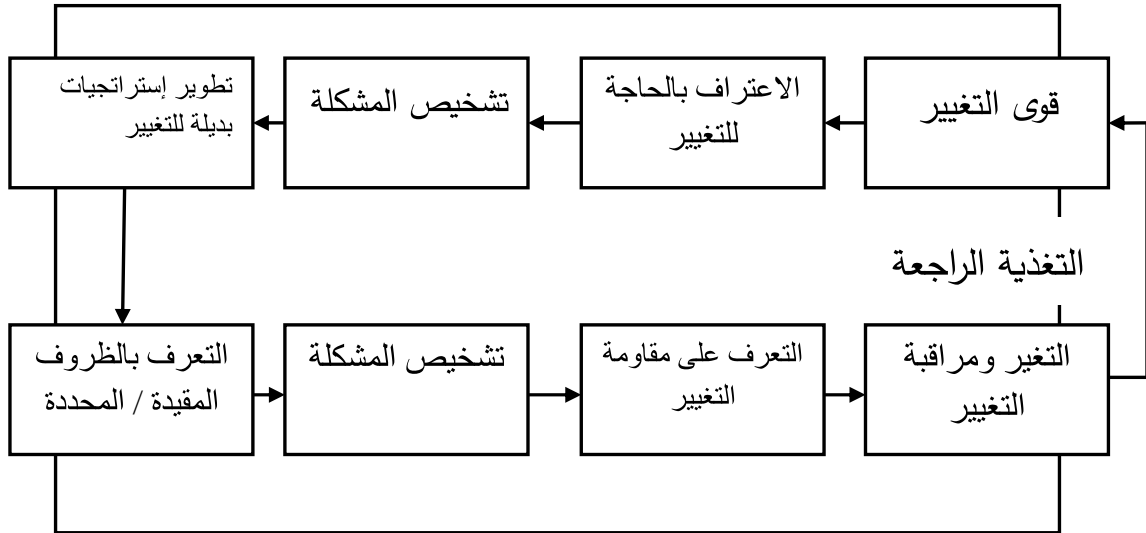 قوى التغيير
الاعتراف بالحاجة
للتغيير
تشخيص المشكلة
تطوير إستراتجيات
بديلة للتغيير
التغذية الراجعة
التعرف بالظروف
المقيدة / المحددة
تشخيص المشكلة
التعرف على مقاومة
التغيير
التغير ومراقبة
التغيير